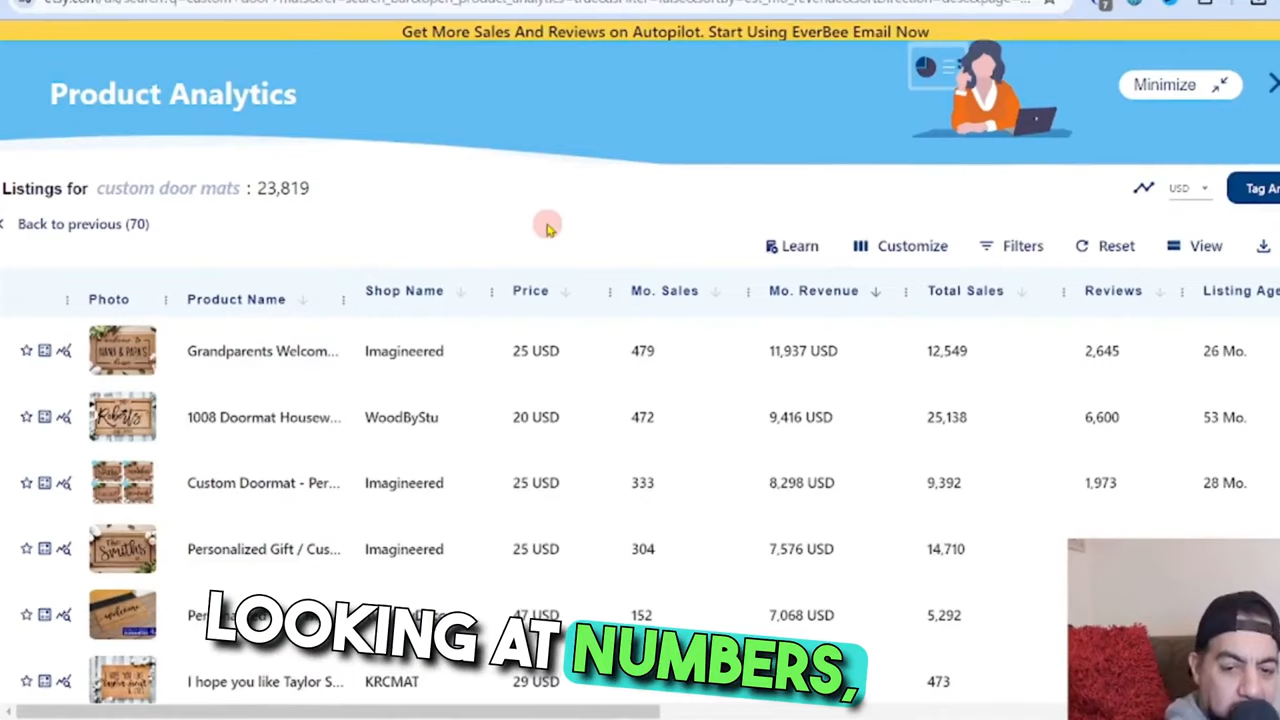 Get More Sales And Reviews on Autopilot. Start Using EverBee Email Now
Product Analytics
Minimize
Listings for custom door mats : 23,819
USD
Tag An
Back to previous (70)
Learn Customize Filters Reset View
Photo Product Name Shop Name Price Mo. Sales Mo. Revenue Total Sales Reviews Listing Age
Grandparents Welcom... Imagineered 25 USD 479 11,937 USD 12,549 2,645 26 Mo.
1008 Doormat Housew... WoodByStu 20 USD 472 9,416 USD 25,138 6,600 53 Mo.
Custom Doormat - Per... Imagineered 25 USD 333 8,298 USD 9,392 1,973 28 Mo.
Personalized Gift / Cus... Imagineered 25 USD 304 7,576 USD 14,710
47 USD 152 7,068 USD 5,292
I hope you like Taylor S... KRCMAT 29 USD 473
LOOKING AT NUMBERS,